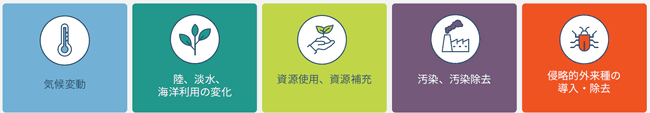 気候変動
陸、淡水、
海洋利用の変化
資源使用、資源補充
汚染、汚染除去
侵略的外来種の
導入・除去